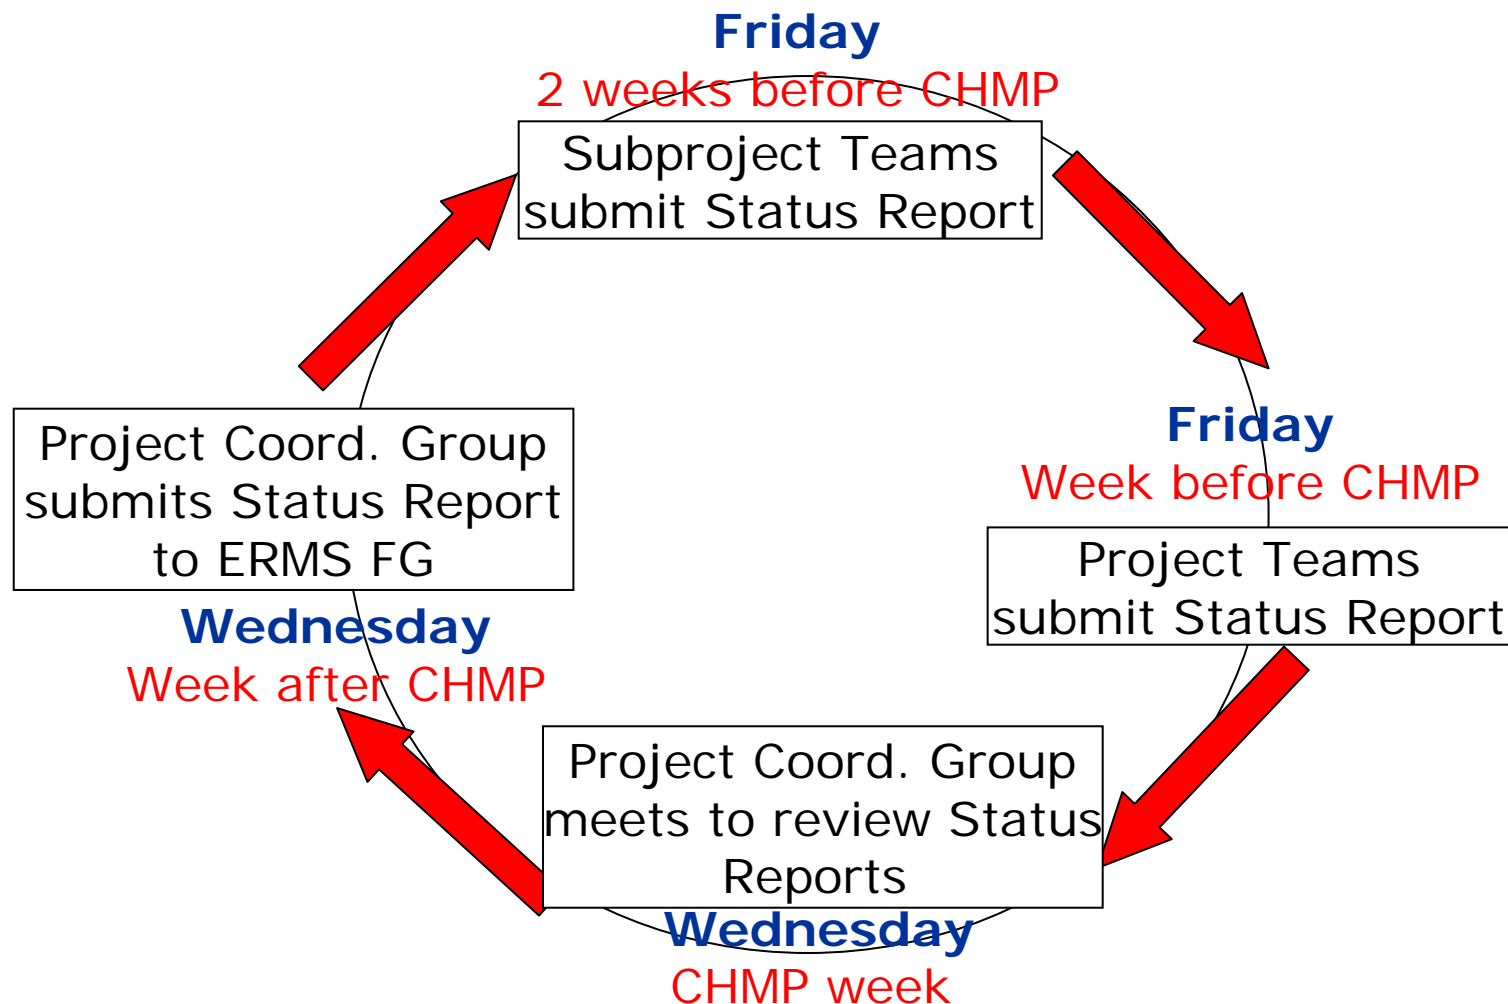 Friday
2 weeks before CHMP
Subproject Teams
submit Status Report
Friday
Week before CHMP
Project Teams
submit Status Report
Project Coord. Group
meets to review Status
Reports
Wednesday
CHMP week
Project Coord. Group
submits Status Report
to ERMS FG
Wednesday
Week after CHMP